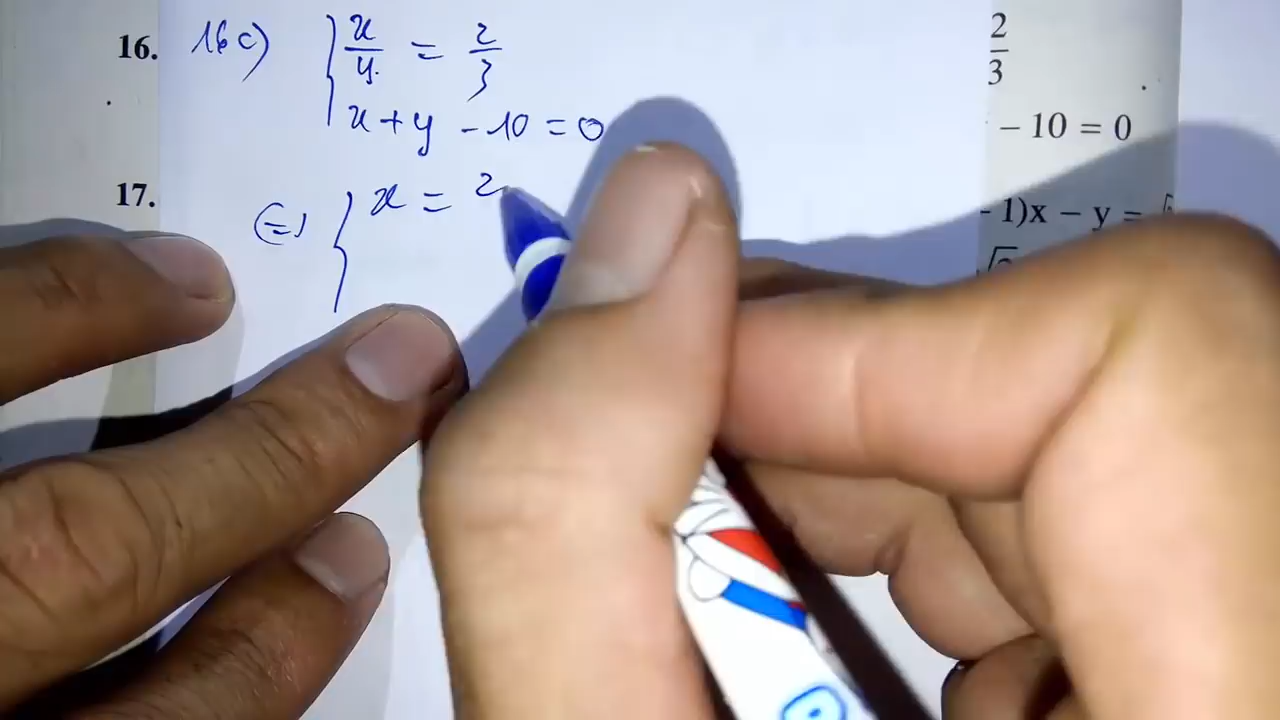 16. 16c) { x/y = 2/3
2/3
x + y - 10 = 0
- 10 = 0
17.
⇔ { x = 2
- 1)x - y =